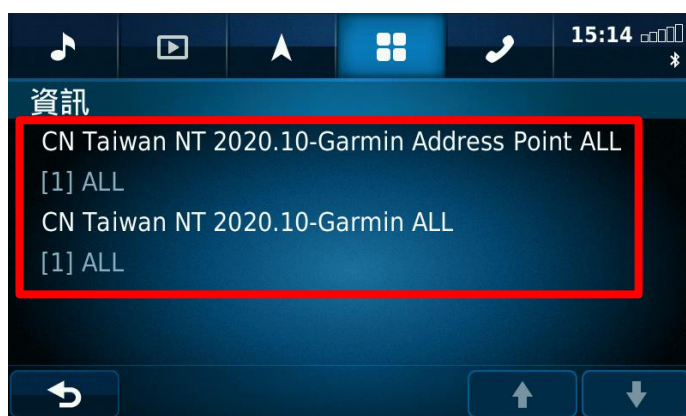 15:14
資訊
CN Taiwan NT 2020.10-Garmin Address Point ALL
[1] ALL
CN Taiwan NT 2020.10-Garmin ALL
[1] ALL